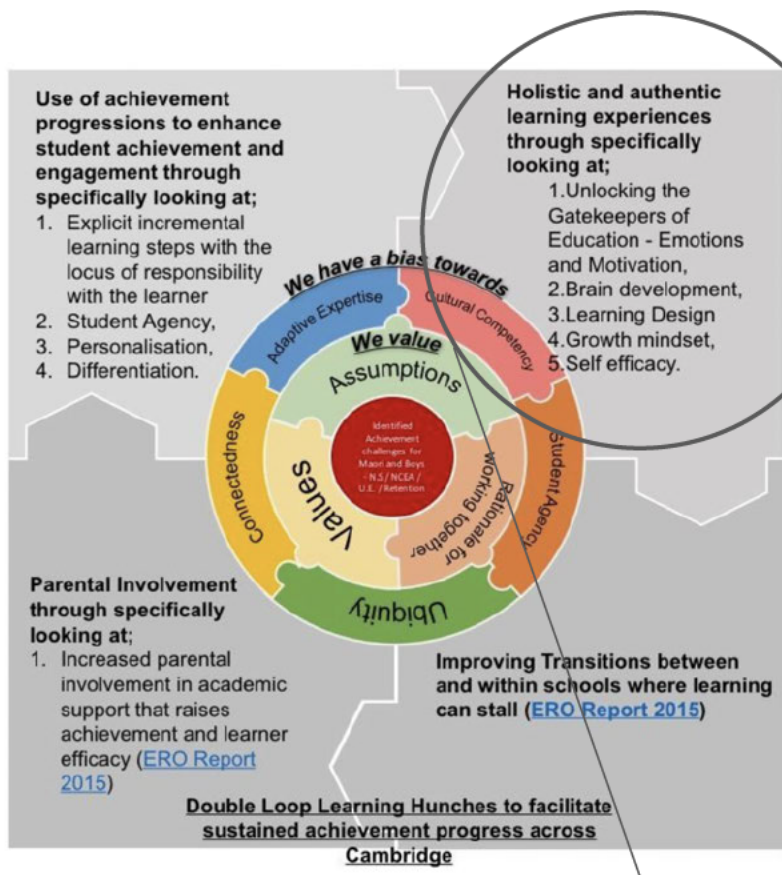 Use of achievement
progressions to enhance
student achievement and
engagement through
specifically looking at;
1. Explicit incremental
learning steps with the
locus of responsibility
with the learner
2. Student Agency,
3. Personalisation,
4. Differentiation.
Holistic and authentic
learning experiences
through specifically
looking at;
1.Unlocking the
Gatekeepers of
Education - Emotions
and Motivation,
2.Brain development,
3.Learning Design
4.Growth mindset,
5.Self efficacy.
We have a bias towards
Adaptive Expertise
Cultural Competency
We value
Assumptions
Identified
Achievement
challenges for
Maori and Boys
- N.S/ NCEA /
U.E. / Retention
Connectedness
Values
Rationale for
working together
Student Agency
Ubiquity
Parental Involvement
through specifically
looking at;
1. Increased parental
involvement in academic
support that raises
achievement and learner
efficacy (ERO Report
2015)
Improving Transitions between
and within schools where learning
can stall (ERO Report 2015)
Double Loop Learning Hunches to facilitate
sustained achievement progress across
Cambridge